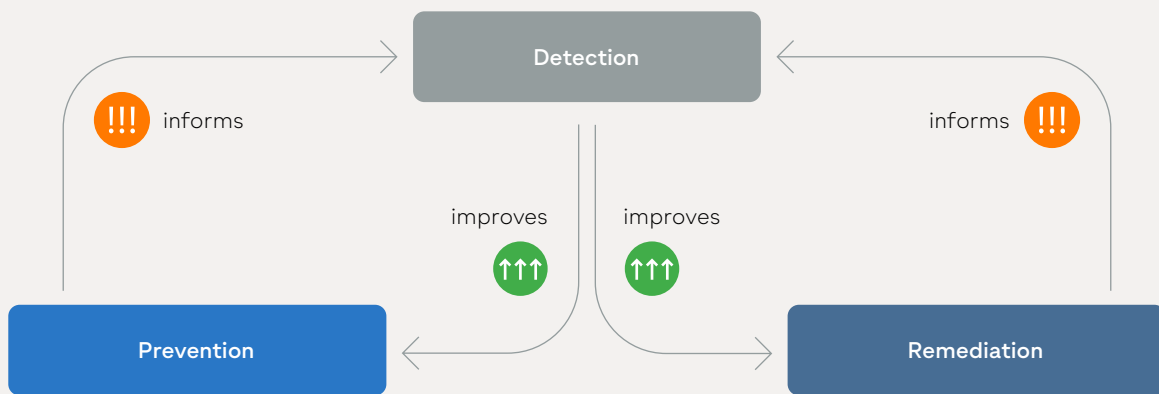 Detection
!!! informs
informs !!!
improves
improves
↑↑↑
↑↑↑
Prevention
Remediation